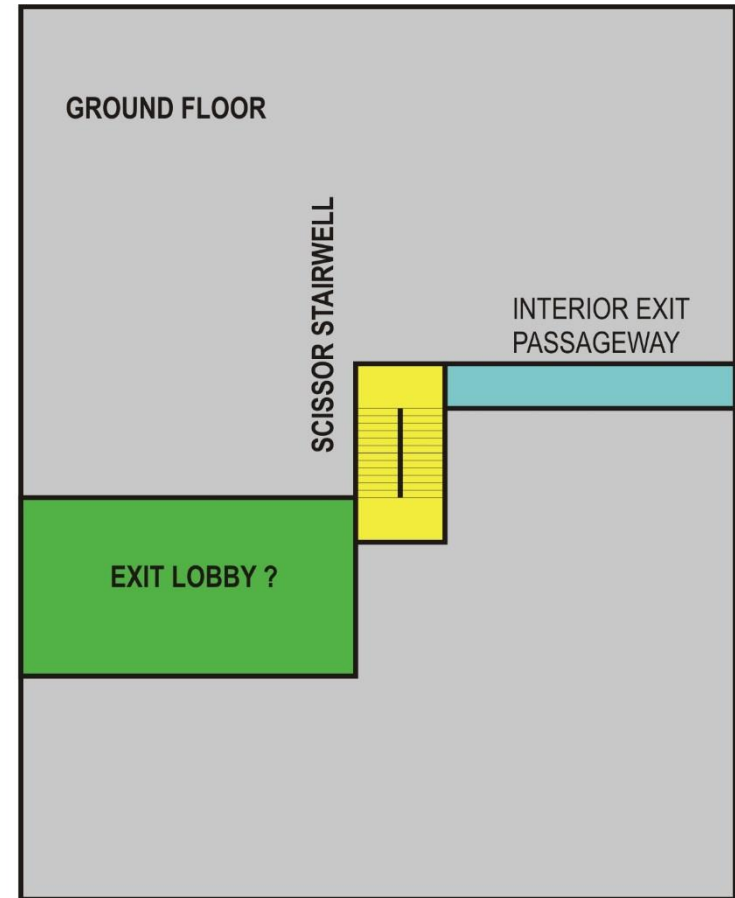 GROUND FLOOR
SCISSOR STAIRWELL
INTERIOR EXIT
PASSAGEWAY
EXIT LOBBY ?